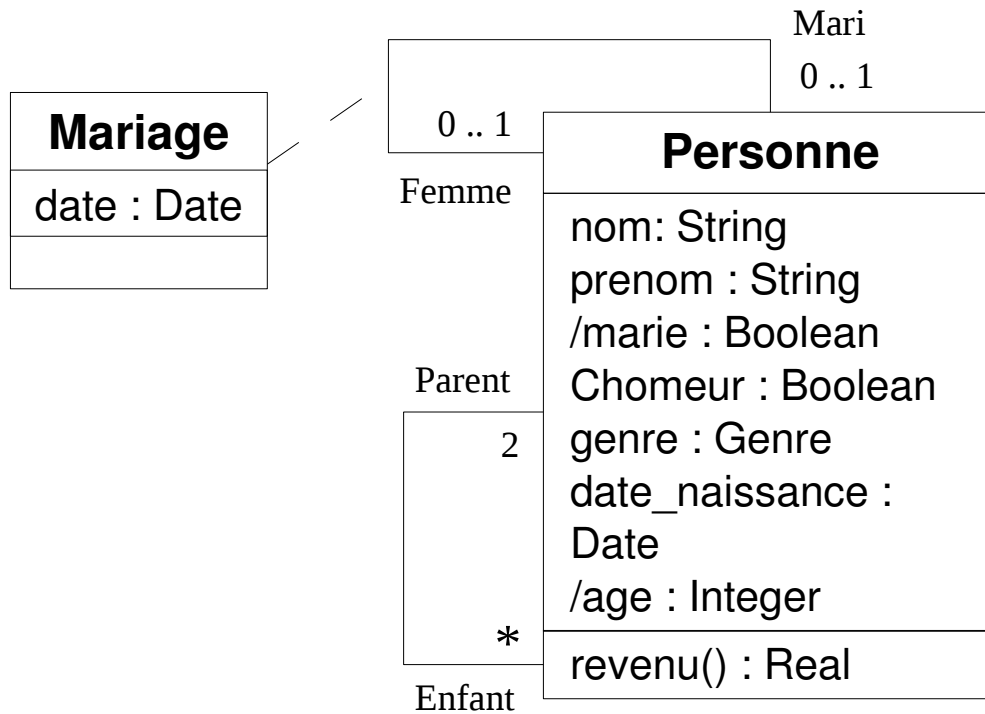 Mari
0 .. 1
Mariage
date : Date
0 .. 1
Femme
Personne
nom: String
prenom : String
/marie : Boolean
Chomeur : Boolean
genre : Genre
date_naissance :
Date
/age : Integer
revenu() : Real
Parent
2
*
Enfant